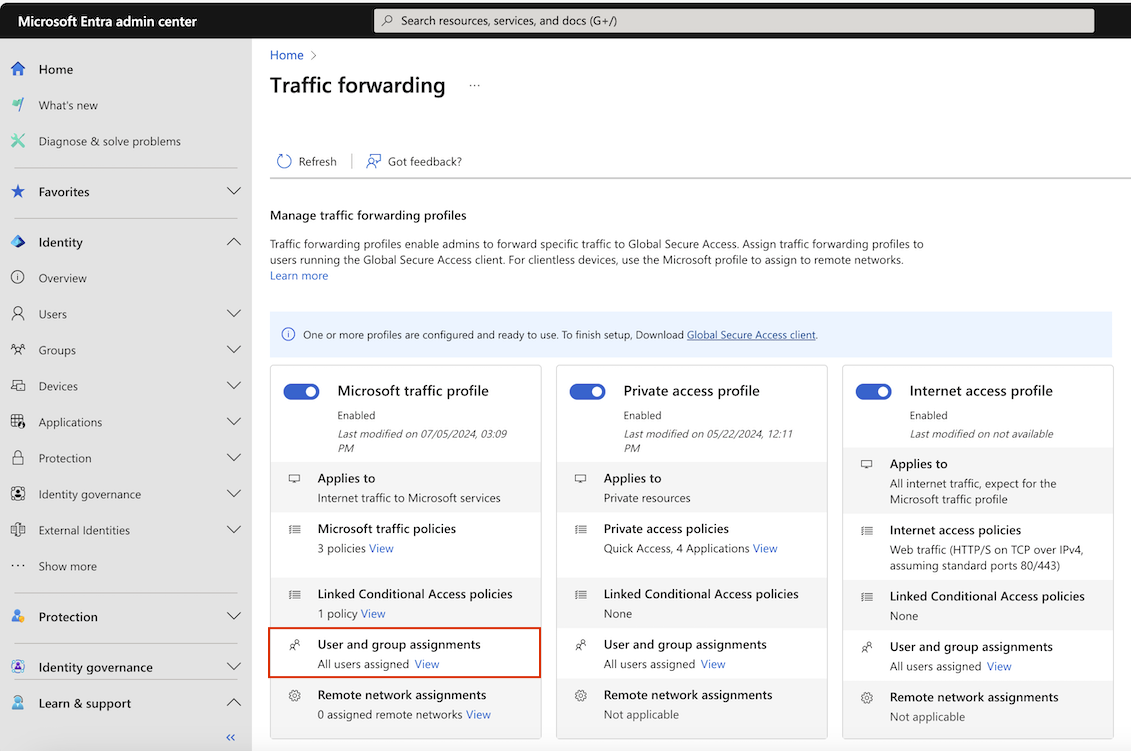 Microsoft Entra admin center
Search resources, services, and docs (G+/)
Home
What's new
Diagnose & solve problems
Favorites
Identity
Overview
Users
Groups
Devices
Applications
Protection
Identity governance
External Identities
Show more
Protection
Identity governance
Learn & support
Home
Traffic forwarding
Refresh
Got feedback?
Manage traffic forwarding profiles
Traffic forwarding profiles enable admins to forward specific traffic to Global Secure Access. Assign traffic forwarding profiles to
users running the Global Secure Access client. For clientless devices, use the Microsoft profile to assign to remote networks.
Learn more
One or more profiles are configured and ready to use. To finish setup, Download Global Secure Access client.
Microsoft traffic profile
Enabled
Last modified on 07/05/2024, 03:09
PM
Applies to
Internet traffic to Microsoft services
Microsoft traffic policies
3 policies View
Linked Conditional Access policies
1 policy View
User and group assignments
All users assigned View
Remote network assignments
0 assigned remote networks View
Private access profile
Enabled
Last modified on 05/22/2024, 12:11
PM
Applies to
Private resources
Private access policies
Quick Access, 4 Applications View
Linked Conditional Access policies
None
User and group assignments
All users assigned View
Remote network assignments
Not applicable
Internet access profile
Enabled
Last modified on not available
Applies to
All internet traffic, expect for the
Microsoft traffic profile
Internet access policies
Web traffic (HTTP/S on TCP over IPv4,
assuming standard ports 80/443)
Linked Conditional Access policies
None
User and group assignments
All users assigned View
Remote network assignments
Not applicable